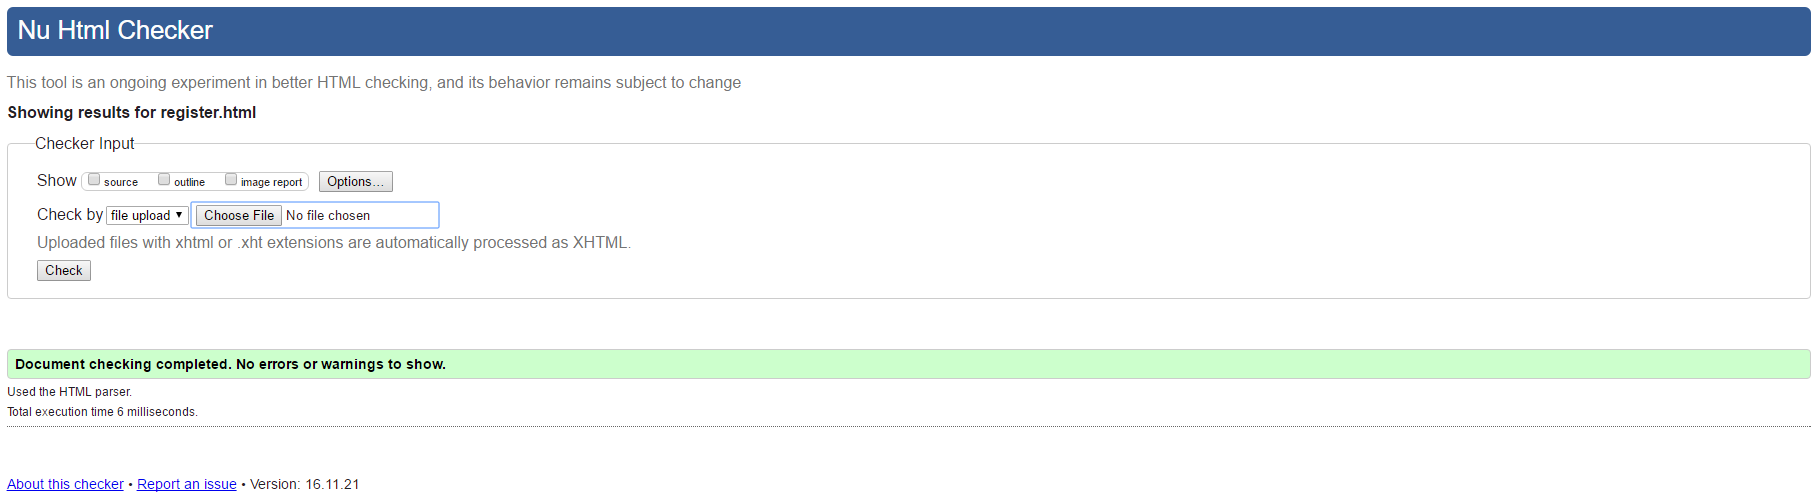 Nu Html Checker
This tool is an ongoing experiment in better HTML checking, and its behavior remains subject to change
Showing results for register.html
Checker Input
Show source outline image report Options...
Check by file upload Choose File No file chosen
Uploaded files with xhtml or .xht extensions are automatically processed as XHTML.
Check
Document checking completed. No errors or warnings to show.
Used the HTML parser.
Total execution time 6 milliseconds.
About this checker • Report an issue • Version: 16.11.21